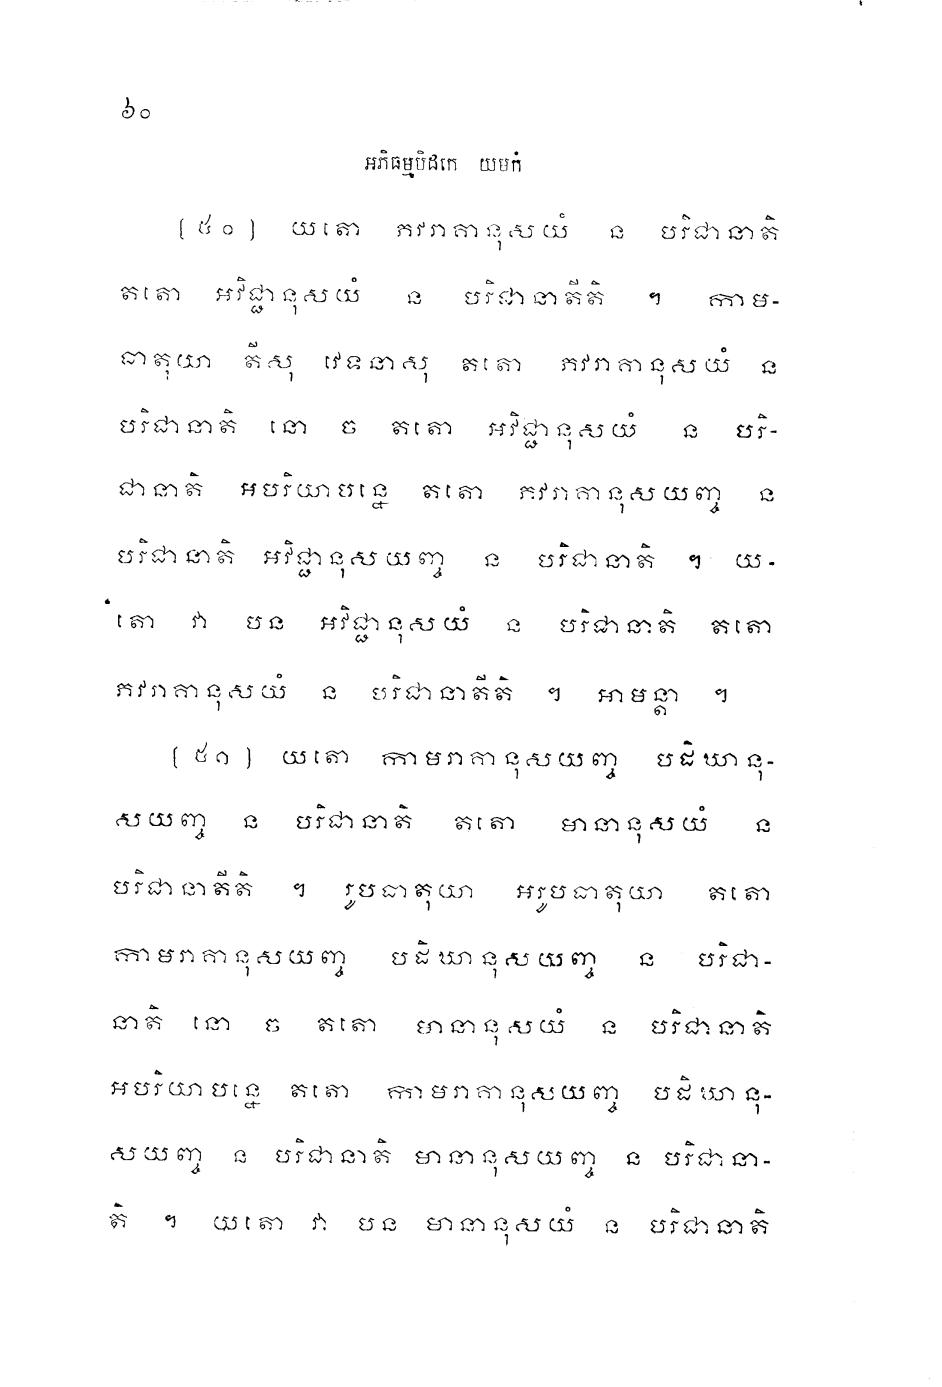 ៦០
អភិធម្មបិដកេ យមកំ
(៥០) យតោ ភវរាគានុសយំ ន បរិជានាតិ
តតោ អវិជ្ជានុសយំ ន បរិជានាតីតិ ។ កាម-
ធាតុយា តីសុ វេទនាសុ តតោ ភវរាគានុសយំ ន
បរិជានាតិ នោ ច តតោ អវិជ្ជានុសយំ ន បរិ-
ជានាតិ អបរិយាបន្នេ តតោ ភវរាគានុសយញ្ច ន
បរិជានាតិ អវិជ្ជានុសយញ្ច ន បរិជានាតិ ។ យ-
តោ វា បន អវិជ្ជានុសយំ ន បរិជានាតិ តតោ
ភវរាគានុសយំ ន បរិជានាតីតិ ។ អាមន្តា ។
(៥១) យតោ កាមរាគានុសយញ្ច បដិឃានុ-
សយញ្ច ន បរិជានាតិ តតោ មានានុសយំ ន
បរិជានាតីតិ ។ រូបធាតុយា អរូបធាតុយា តតោ
កាមរាគានុសយញ្ច បដិឃានុសយញ្ច ន បរិជា-
នាតិ នោ ច តតោ មានានុសយំ ន បរិជានាតិ
អបរិយាបន្នេ តតោ កាមរាគានុសយញ្ច បដិឃានុ-
សយញ្ច ន បរិជានាតិ មានានុសយញ្ច ន បរិជានា-
តិ ។ យតោ វា បន មានានុសយំ ន បរិជានាតិ